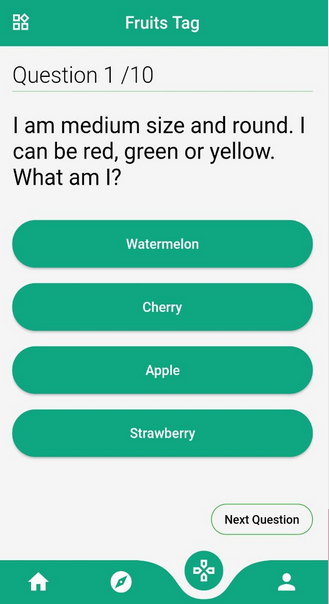 Fruits Tag
Question 1 /10
I am medium size and round. I
can be red, green or yellow.
What am I?
Watermelon
Cherry
Apple
Strawberry
Next Question